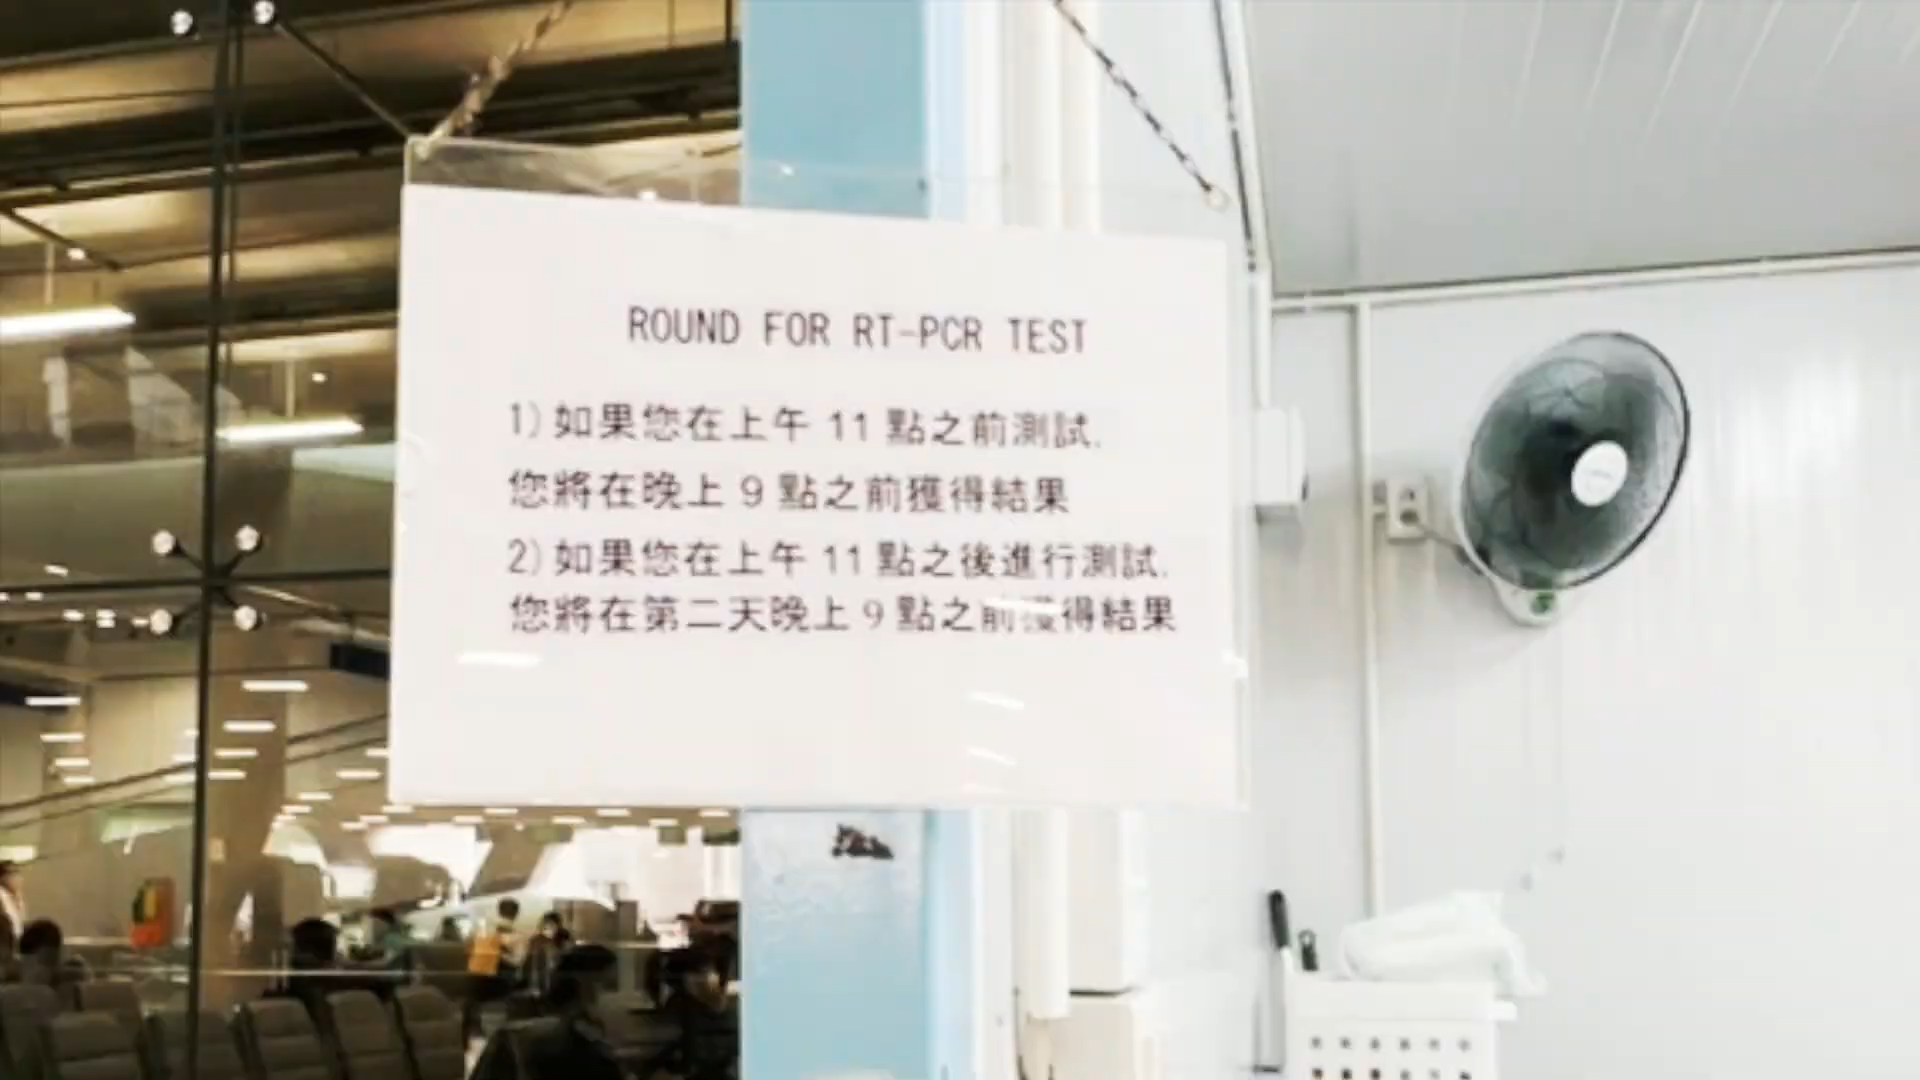 ROUND FOR RT-PCR TEST
1) 如果您在上午 11 點之前測試.
您將在晚上 9 點之前獲得結果
2) 如果您在上午 11 點之後進行測試.
您將在第二天晚上 9 點之前獲得結果